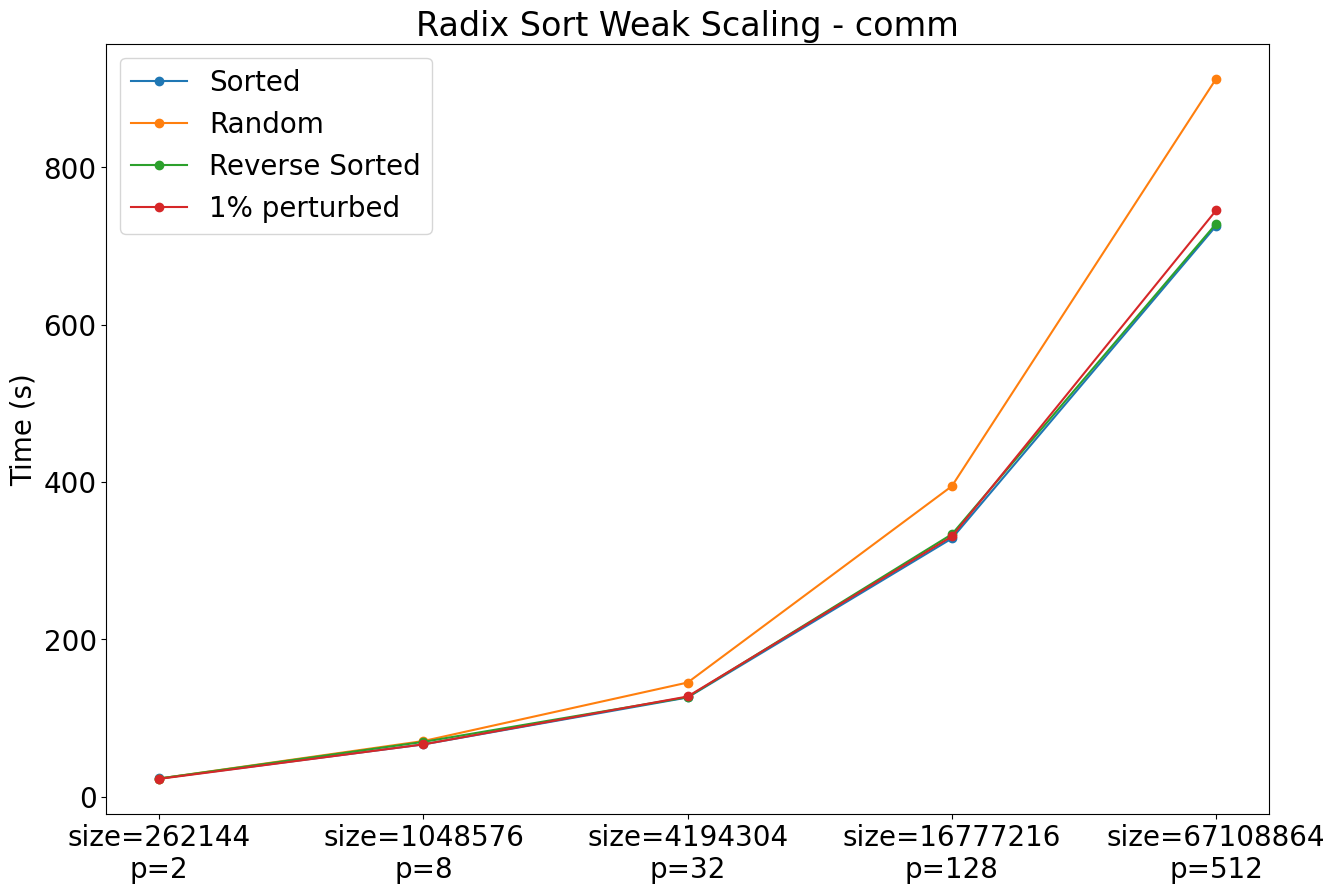 Radix Sort Weak Scaling - comm
Sorted
Random
Reverse Sorted
1% perturbed
Time (s)
800
600
400
200
0
size=262144
p=2
size=1048576
p=8
size=4194304
p=32
size=16777216
p=128
size=67108864
p=512